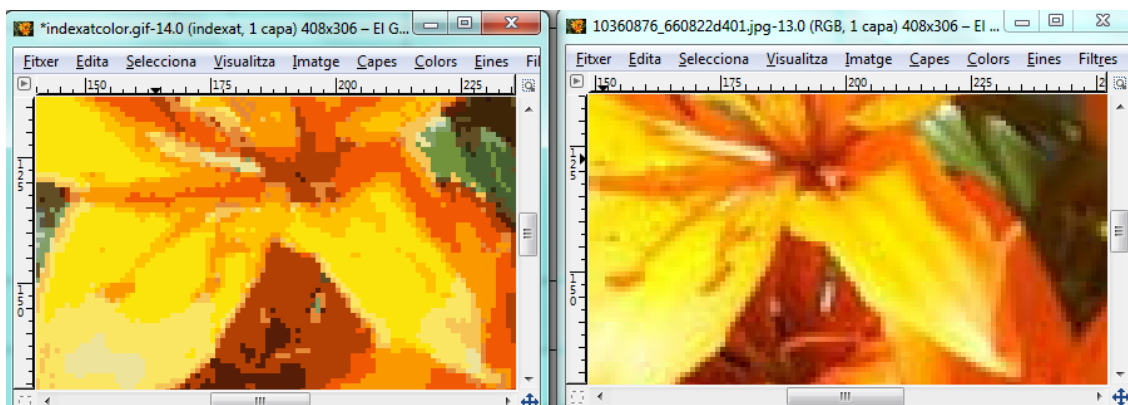 *indexatcolor.gif-14.0 (indexat, 1 capa) 408x306 – El G...
Fitxer Edita Selecciona Visualitza Imatge Capes Colors Eines Fil
150 175 200 225
125
150
10360876_660822d401.jpg-13.0 (RGB, 1 capa) 408x306 – El ...
Fitxer Edita Selecciona Visualitza Imatge Capes Colors Eines Filtres
150 175 200 225 2
125
150